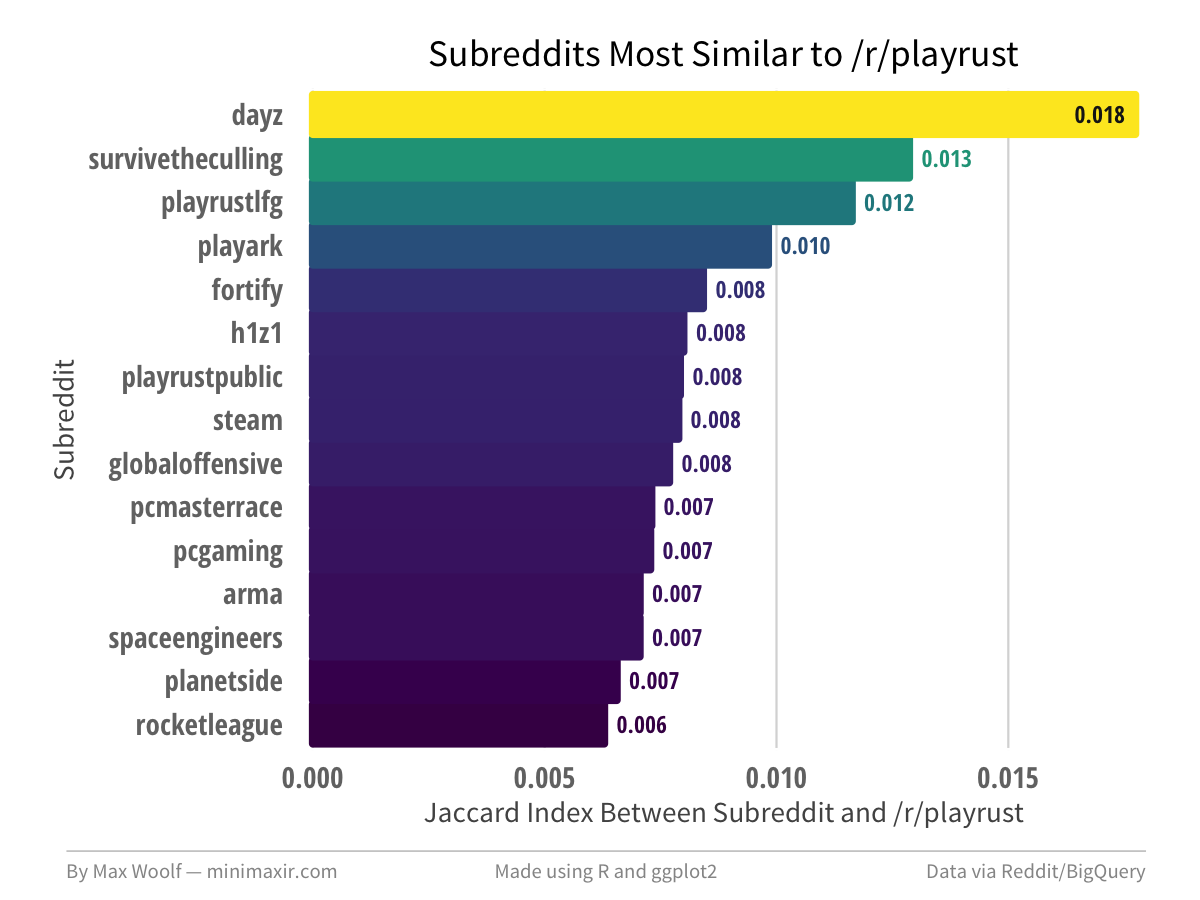 Subreddits Most Similar to /r/playrust
dayz 0.018
survivetheculling 0.013
playrustlfg 0.012
playark 0.010
fortify 0.008
h1z1 0.008
playrustpublic 0.008
steam 0.008
globaloffensive 0.008
pcmasterrace 0.007
pcgaming 0.007
arma 0.007
spaceengineers 0.007
planetside 0.007
rocketleague 0.006
Subreddit
0.000 0.005 0.010 0.015
Jaccard Index Between Subreddit and /r/playrust
By Max Woolf — minimaxir.com Made using R and ggplot2 Data via Reddit/BigQuery